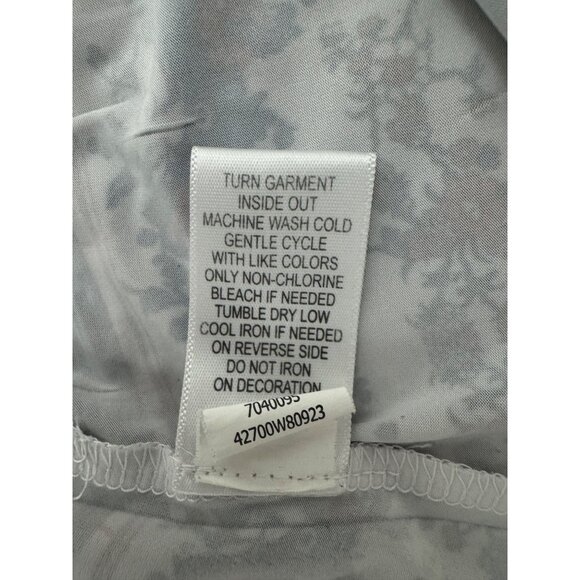 TURN GARMENT
INSIDE OUT
MACHINE WASH COLD
GENTLE CYCLE
WITH LIKE COLORS
ONLY NON-CHLORINE
BLEACH IF NEEDED
TUMBLE DRY LOW
COOL IRON IF NEEDED
ON REVERSE SIDE
DO NOT IRON
ON DECORATION
7040093
42700W80923